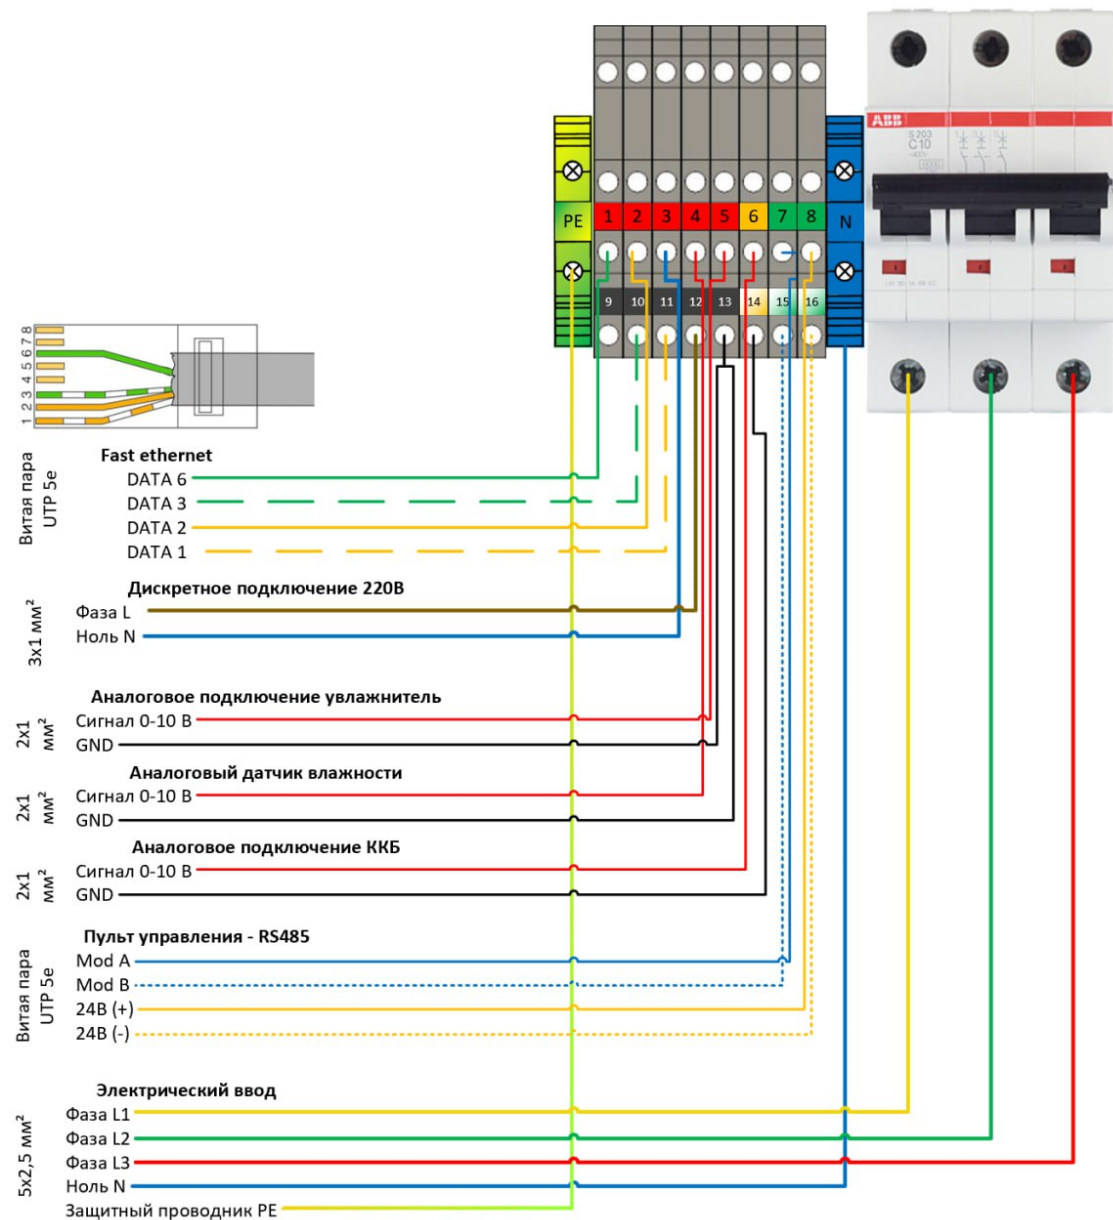 ABB
S 203
C10
~400V
6000
PE
1 2 3 4 5 6 7 8
N
9 10 11 12 13 14 15 16
8
7
6
5
4
3
2
1
Витая пара
UTP 5e
Fast ethernet
DATA 6
DATA 3
DATA 2
DATA 1
3x1 мм²
Дискретное подключение 220В
Фаза L
Ноль N
2x1
мм²
Аналоговое подключение увлажнитель
Сигнал 0-10 В
GND
2x1
мм²
Аналоговый датчик влажности
Сигнал 0-10 В
GND
2x1
мм²
Аналоговое подключение ККБ
Сигнал 0-10 В
GND
Витая пара
UTP 5e
Пульт управления - RS485
Mod A
Mod B
24В (+)
24В (-)
5x2,5 мм²
Электрический ввод
Фаза L1
Фаза L2
Фаза L3
Ноль N
Защитный проводник PE